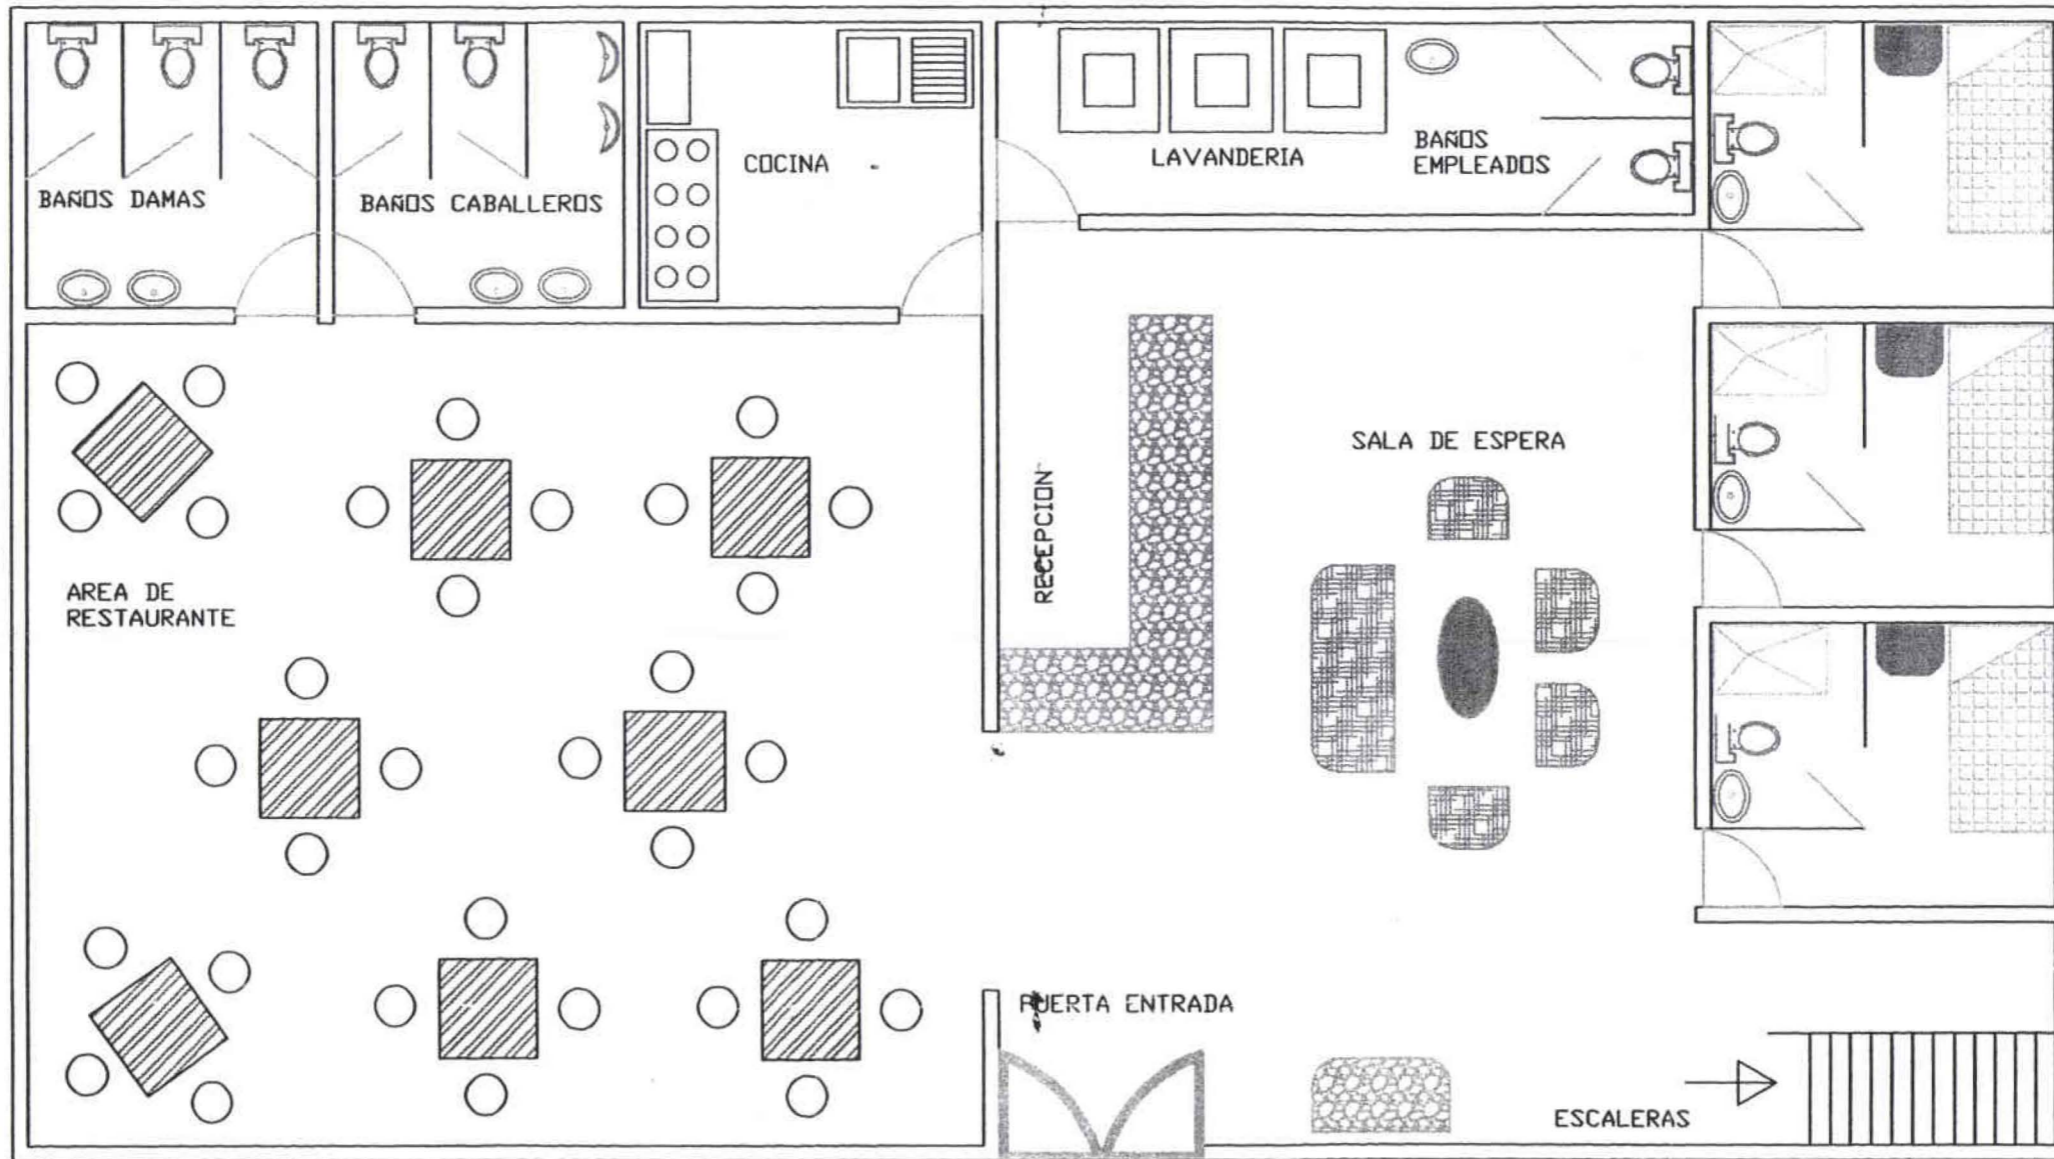 BAÑOS DAMAS
BAÑOS CABALLEROS
COCINA
LAVANDERIA
BAÑOS
EMPLEADOS
SALA DE ESPERA
RECEPCION
AREA DE
RESTAURANTE
PUERTA ENTRADA
ESCALERAS